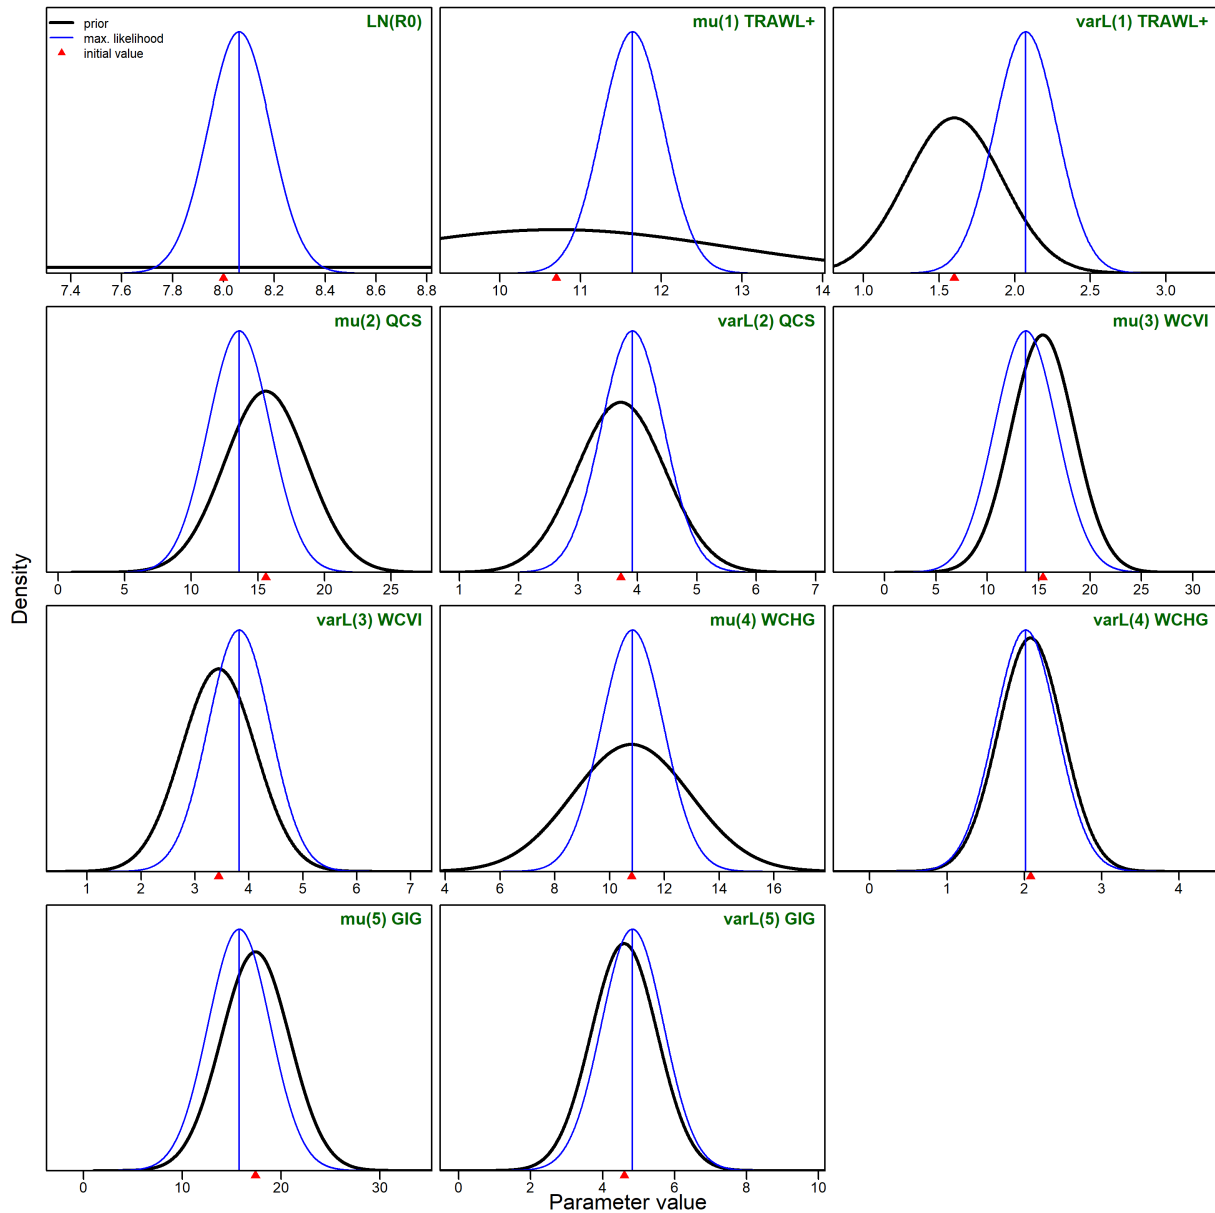 LN(R0)
prior
max. likelihood
initial value
7.4 7.6 7.8 8.0 8.2 8.4 8.6 8.8
mu(1) TRAWL+
10 11 12 13 14
varL(1) TRAWL+
1.0 1.5 2.0 2.5 3.0
mu(2) QCS
0 5 10 15 20 25
varL(2) QCS
1 2 3 4 5 6 7
mu(3) WCVI
0 5 10 15 20 25 30
varL(3) WCVI
1 2 3 4 5 6 7
mu(4) WCHG
4 6 8 10 12 14 16
varL(4) WCHG
0 1 2 3 4
mu(5) GIG
0 10 20 30
varL(5) GIG
0 2 4 6 8 10
Density
Parameter value